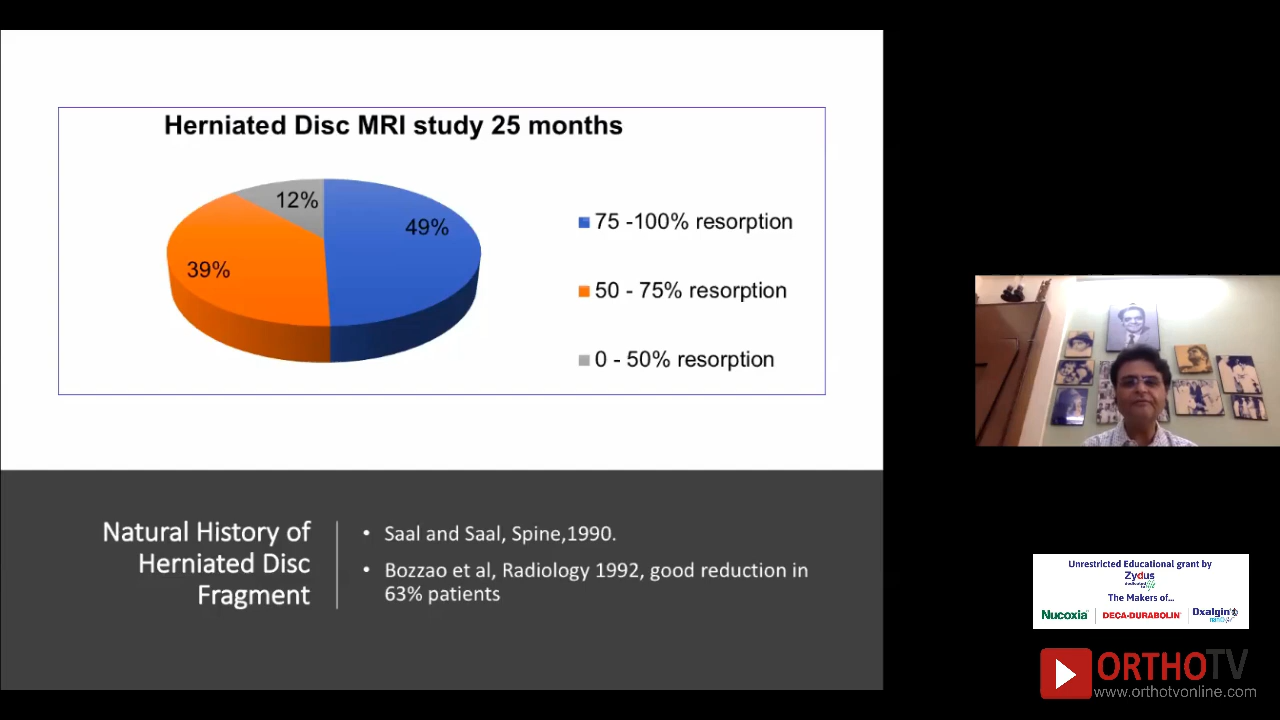 Herniated Disc MRI study 25 months
12%
49%
39%
75 -100% resorption
50 - 75% resorption
0 - 50% resorption
Natural History of
Herniated Disc
Fragment
• Saal and Saal, Spine,1990.
• Bozzao et al, Radiology 1992, good reduction in
63% patients
Unrestricted Educational grant by
Zydus
dedicated
The Makers of...
Nucoxia
DECA-DURABOLIN
Dxalgin
ORTHOTV
www.orthotvonline.com